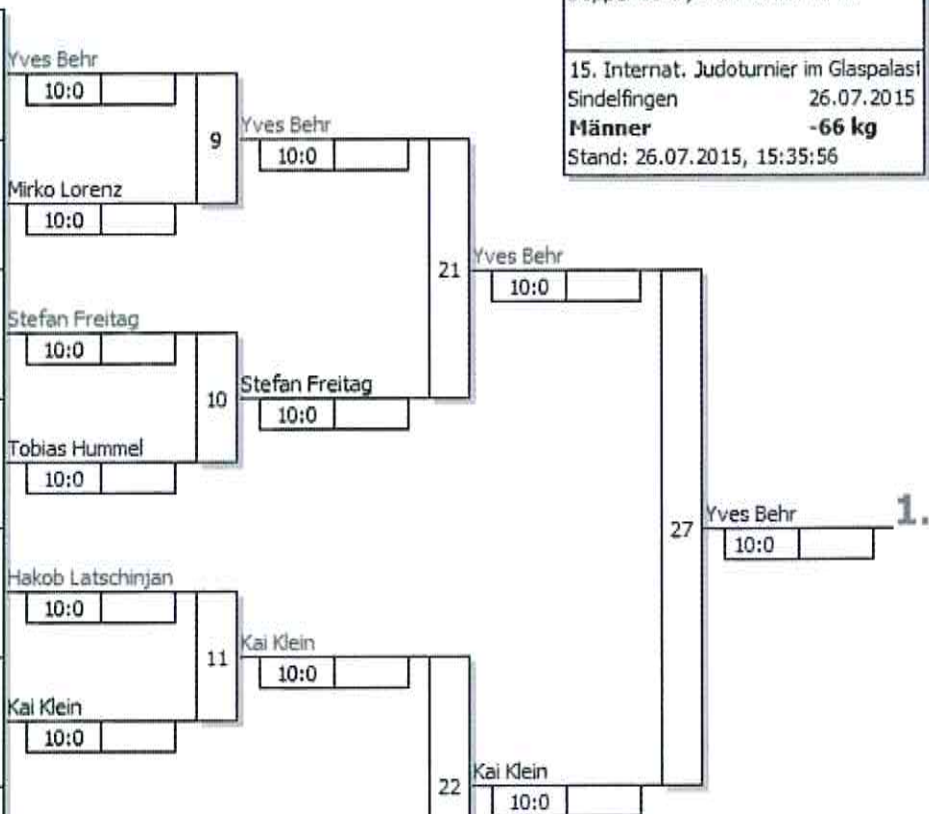 15. Internat. Judoturnier im Glaspalast
Sindelfingen 26.07.2015
Männer -66 kg
Stand: 26.07.2015, 15:35:56
Yves Behr
10:0
9
Mirko Lorenz
10:0
Yves Behr
10:0
Stefan Freitag
10:0
10
Tobias Hummel
10:0
Stefan Freitag
10:0
21
Yves Behr
10:0
Hakob Latschinjan
10:0
11
Kai Klein
10:0
Kai Klein
10:0
22
Kai Klein
10:0
27
Yves Behr
10:0
1.